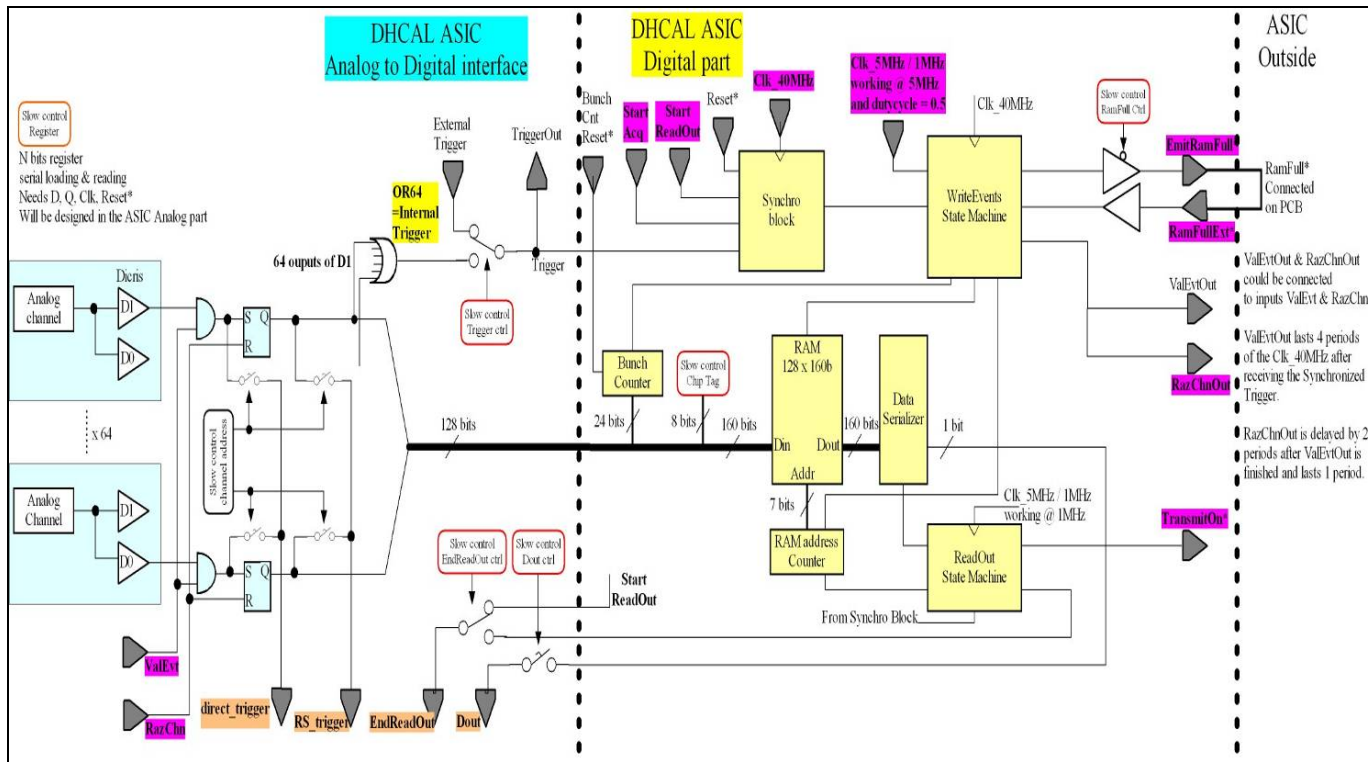 DHCAL ASIC
Analog to Digital interface
DHCAL ASIC
Digital part
ASIC
Outside
Slow control
Register
N bits register
serial loading & reading
Needs D, Q, Clk, Reset*
Will be designed in the ASIC Analog part
External
Trigger
TriggerOut
OR64
=Internal
Trigger
64 ouputs of D1
Trigger
Slow control
Trigger ctrl
Bunch
Cnt
Reset*
Start
Acq
Start
ReadOut
Reset*
Clk_40MHz
Clk_5MHz / 1MHz
working @ 5MHz
and dutycycle = 0.5
Clk_40MHz
Slow control
RamFull Ctrl
EmitRamFull*
RamFull*
Connected
on PCB
RamFullExt*
Synchro
block
WriteEvents
State Machine
ValEvtOut & RazChnOut
could be connected
to inputs ValEvt & RazChn
ValEvtOut
ValEvtOut lasts 4 periods
of the Clk_40MHz after
receiving the Synchronized
Trigger.
RazChnOut
RazChnOut is delayed by 2
periods after ValEvtOut is
finished and lasts 1 period.
Dicris
Analog
channel
D1
D0
S Q
R
x 64
Slow control
channel address
Analog
Channel
D1
D0
S Q
R
128 bits
Bunch
Counter
24 bits
Slow control
Chip Tag
8 bits
160 bits
RAM
128 x 160b
Din
Dout
Addr
160 bits
Data
Serializer
1 bit
7 bits
RAM address
Counter
Clk_5MHz / 1MHz
working @ 1MHz
ReadOut
State Machine
TransmitOn*
From Synchro Block
Slow control
EndReadOut ctrl
Slow control
Dout ctrl
Start
ReadOut
ValEvt
RazChn
direct_trigger
RS_trigger
EndReadOut
Dout